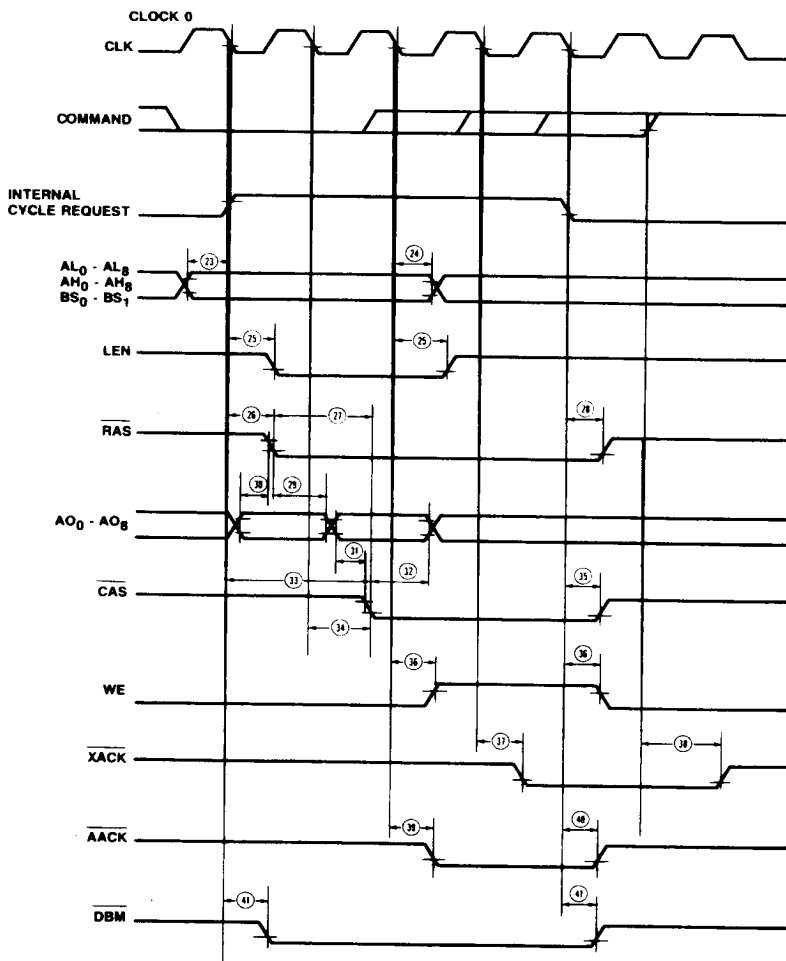 CLOCK 0
CLK
COMMAND
INTERNAL
CYCLE REQUEST
23
24
AL0 - AL8
AH0 - AH8
BS0 - BS1
25
25
LEN
26
27
28
RAS
38
29
AO0 - AO8
31
33
32
35
CAS
34
36
36
WE
37
38
XACK
39
40
AACK
41
41
DBM